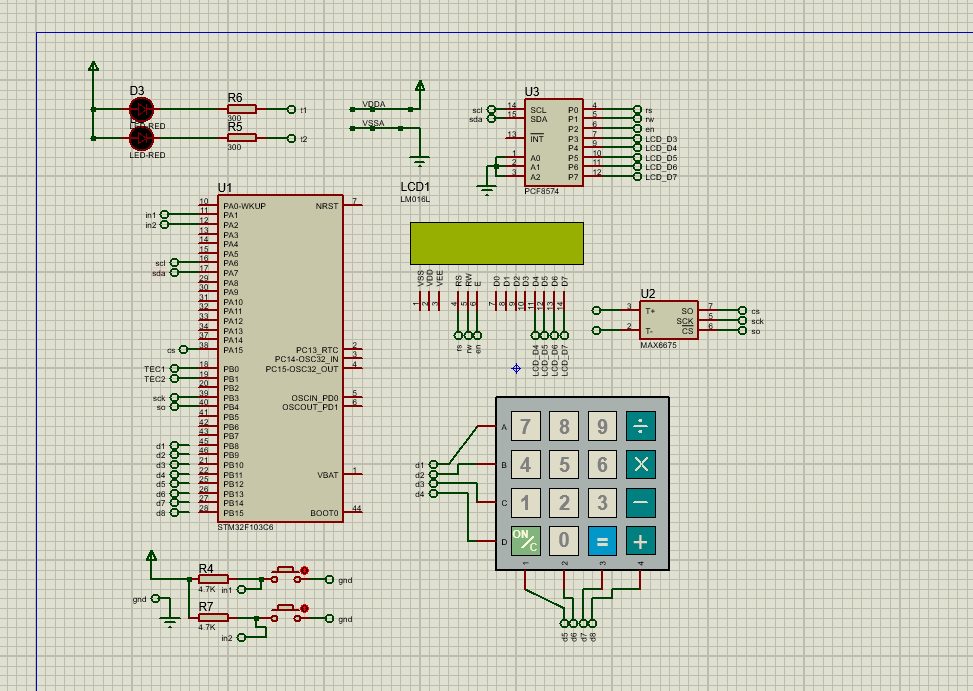 D3
LED-RED
LED-RED
R6
300
R5
300
t1
t2
VDDA
VSSA
U3
scl
sda
14
15
13
1
2
3
SCL
SDA
INT
A0
A1
A2
P0
P1
P2
P3
P4
P5
P6
P7
4
5
6
7
9
10
11
12
rs
rw
en
LCD_D3
LCD_D4
LCD_D5
LCD_D6
LCD_D7
PCF8574
U1
10 PA0-WKUP
in1 11 PA1
in2 12 PA2
13 PA3
14 PA4
15 PA5
scl 16 PA6
sda 17 PA7
29 PA8
30 PA9
31 PA10
32 PA11
33 PA12
34 PA13
37 PA14
cs 38 PA15
TEC1 18 PB0
TEC2 19 PB1
20 PB2
sck 39 PB3
so 40 PB4
41 PB5
42 PB6
43 PB7
d1 45 PB8
d2 46 PB9
d3 21 PB10
d4 22 PB11
d5 25 PB12
d6 26 PB13
d7 27 PB14
d8 28 PB15
NRST 7
PC13_RTC 2
PC14-OSC32_IN 3
PC15-OSC32_OUT 4
OSCIN_PD0 5
OSCOUT_PD1 6
VBAT 1
BOOT0 44
STM32F103C6
LCD1
LM016L
VSS
VDD
VEE
RS
RW
E
D0
D1
D2
D3
D4
D5
D6
D7
1
2
3
4
5
6
7
8
9
10
11
12
13
14
rs
rw
en
LCD_D4
LCD_D5
LCD_D6
LCD_D7
U2
3 T+
2 T-
SO 7 cs
SCK 5 sck
CS 6 so
MAX6675
d1
d2
d3
d4
A 7 8 9 ÷
B 4 5 6 ×
C 1 2 3 −
D ON/C 0 = +
1 2 3 4
d5
d6
d7
d8
R4
4.7K
in1
gnd
gnd
R7
4.7K
in2
gnd